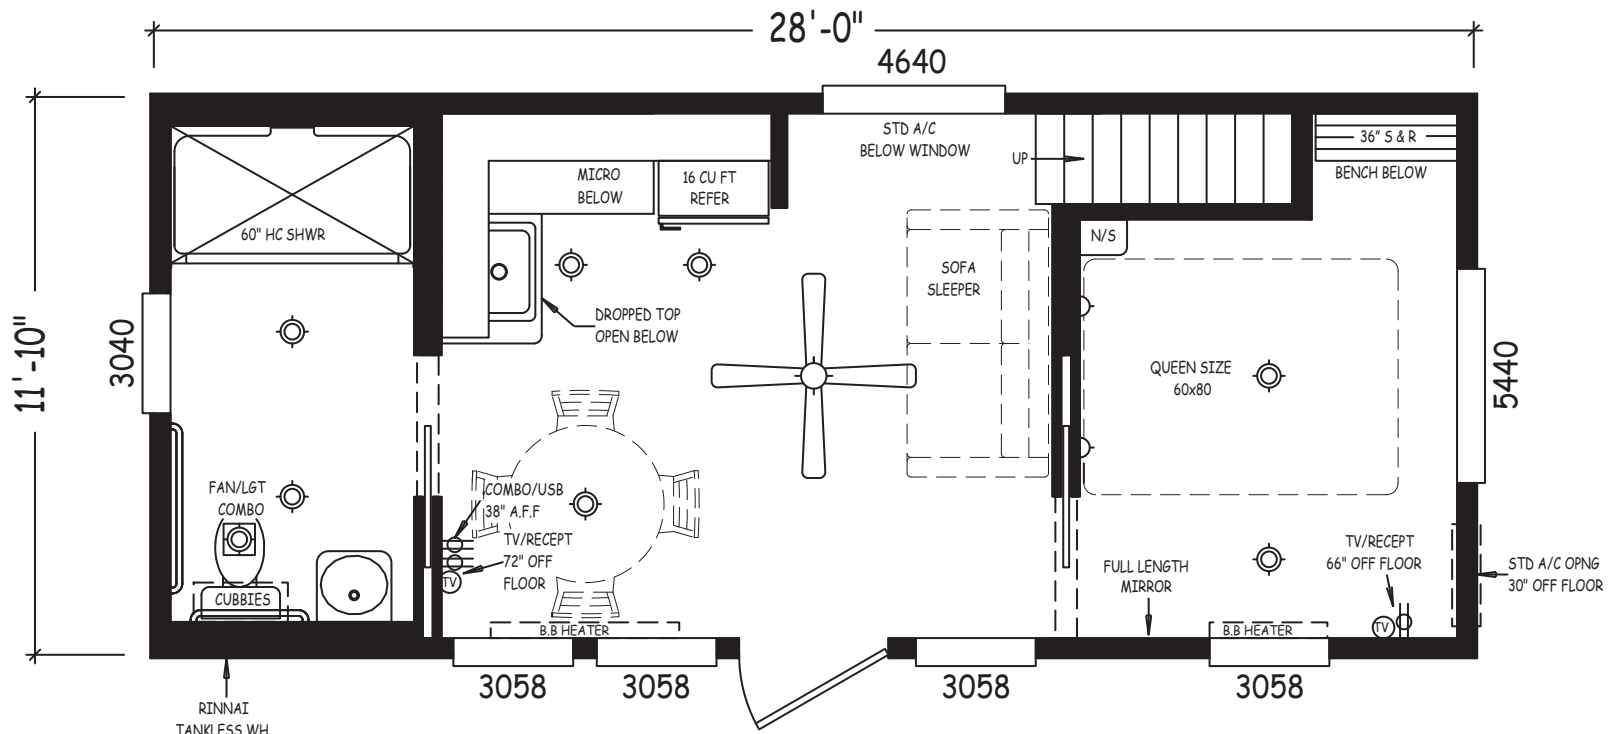 28'-0"
4640
11'-10"
3040
60" HC SHWR
MICRO
BELOW
16 CU FT
REFER
STD A/C
BELOW WINDOW
UP
36" S & R
BENCH BELOW
N/S
SOFA
SLEEPER
DROPPED TOP
OPEN BELOW
QUEEN SIZE
60x80
5440
FAN/LGT
COMBO
CUBBIES
COMBO/USB
38" A.F.F
TV/RECEPT
72" OFF
FLOOR
TV
B.B HEATER
FULL LENGTH
MIRROR
TV/RECEPT
66" OFF FLOOR
TV
B.B HEATER
STD A/C OPNG
30" OFF FLOOR
3058
3058
3058
3058
RINNAI
TANKLESS WH